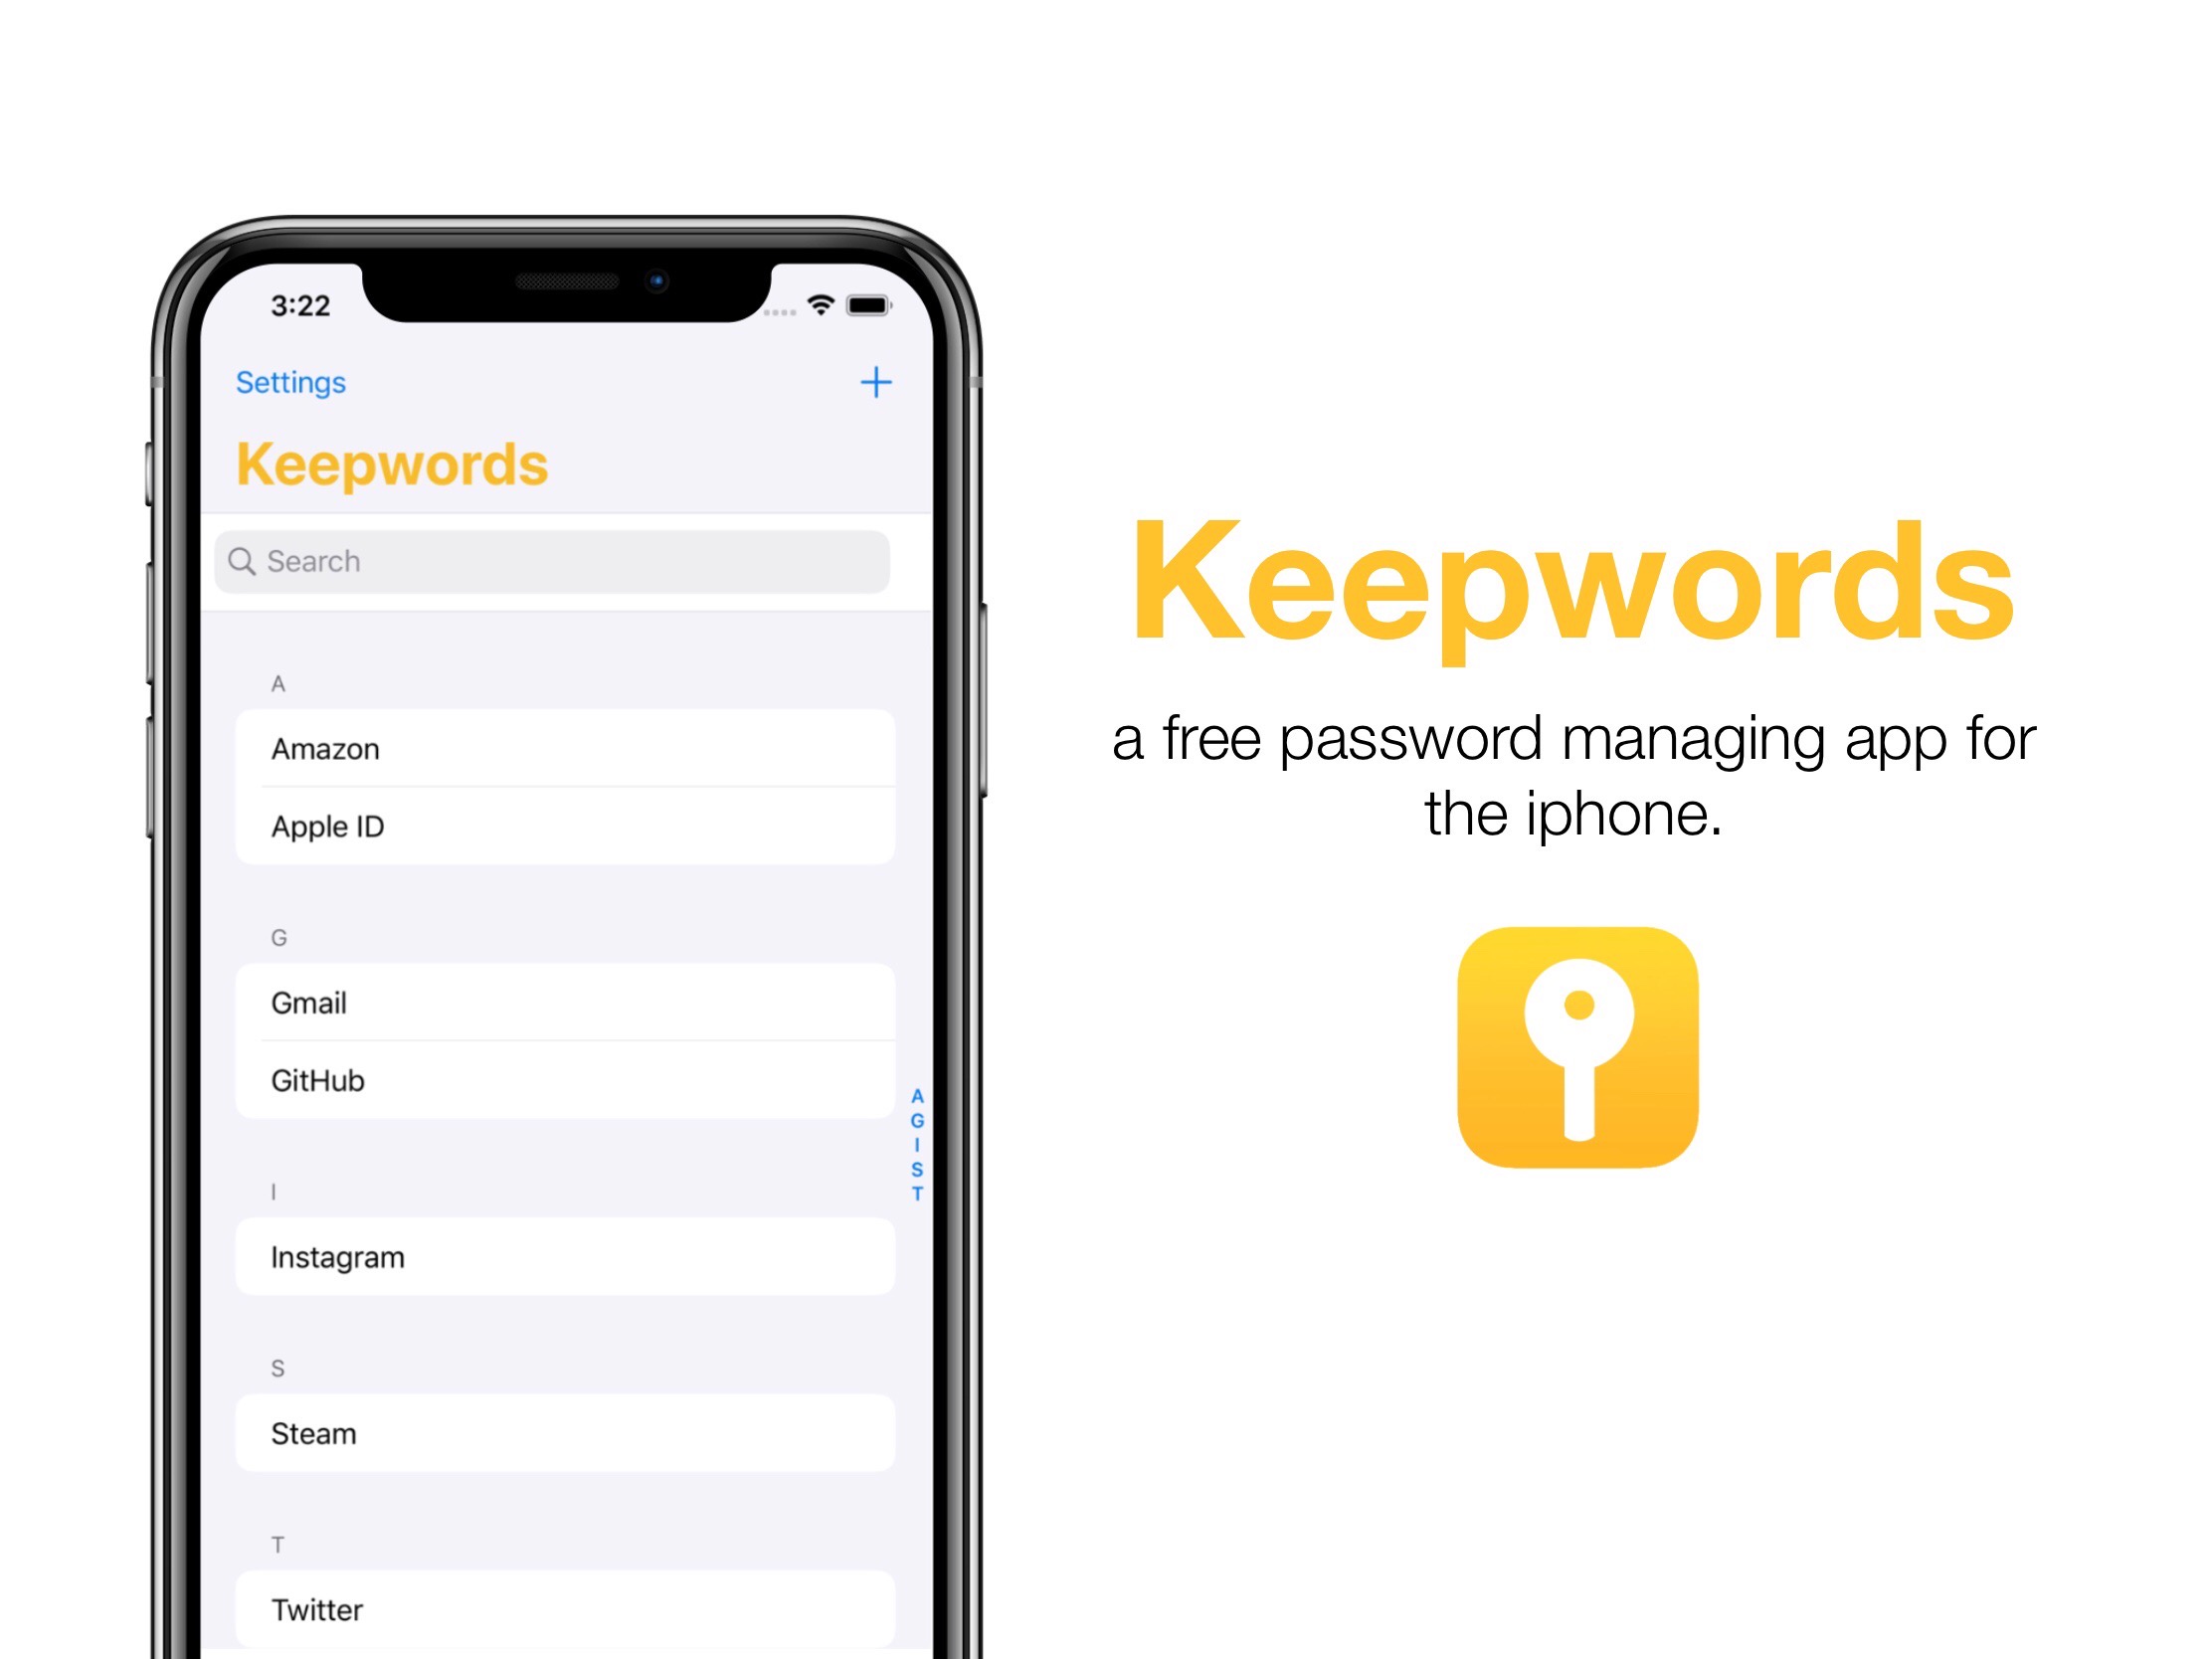 3:22
Settings
Keepwords
Search
A
Amazon
Apple ID
G
Gmail
GitHub
I
Instagram
S
Steam
T
Twitter
A
G
I
S
T
Keepwords
a free password managing app for
the iphone.